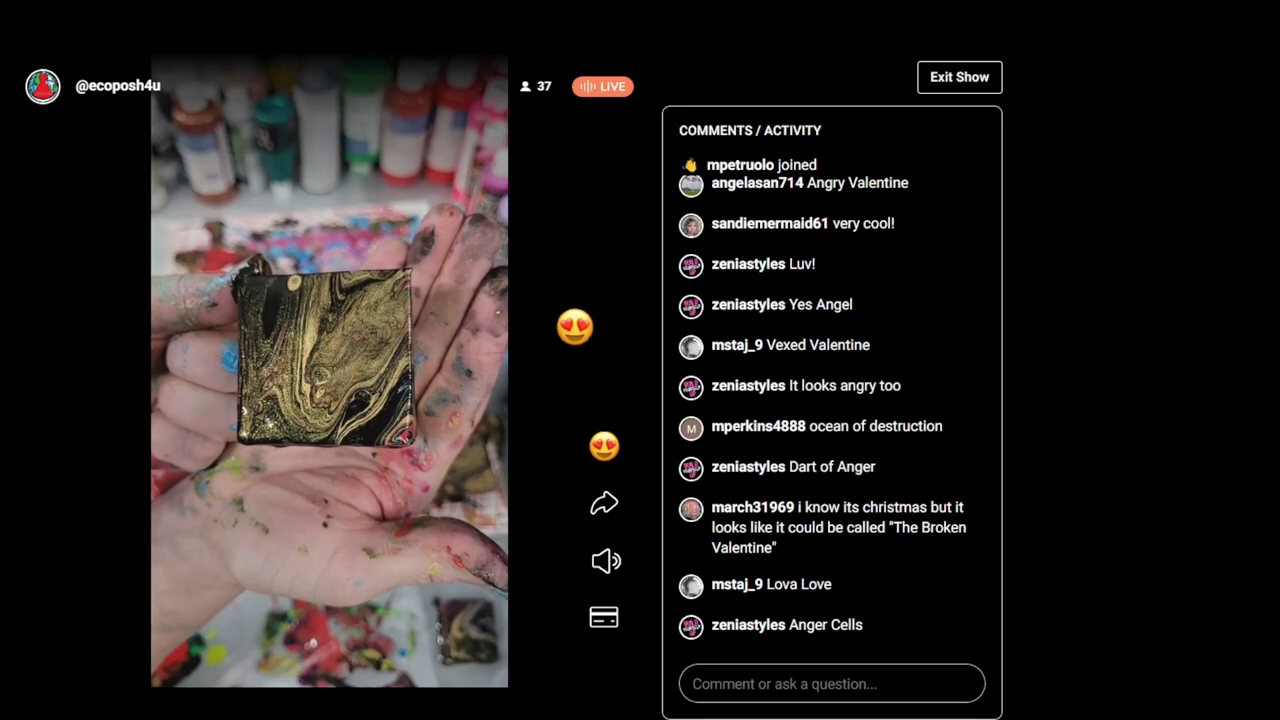 @ecoposh4u
37
LIVE
Exit Show
COMMENTS / ACTIVITY
mpetruolo joined
angelasan714 Angry Valentine
sandiemermaid61 very cool!
zeniastyles Luv!
zeniastyles Yes Angel
mstaj_9 Vexed Valentine
zeniastyles It looks angry too
M
mperkins4888 ocean of destruction
zeniastyles Dart of Anger
march31969 i know its christmas but it
looks like it could be called "The Broken
Valentine"
mstaj_9 Lova Love
zeniastyles Anger Cells
Comment or ask a question...